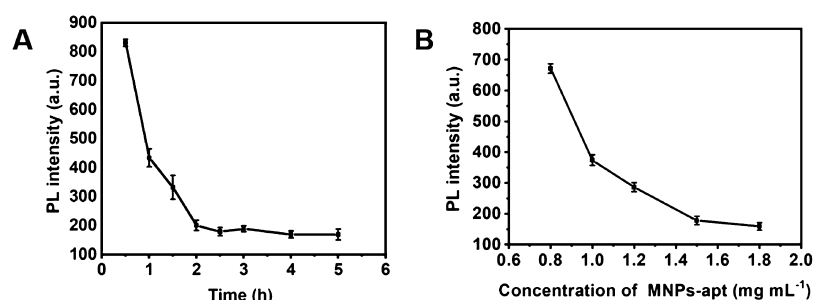 A
PL intensity (a.u.)
900
800
700
600
500
400
300
200
100
0 1 2 3 4 5 6
Time (h)
B
PL intensity (a.u.)
800
700
600
500
400
300
200
100
0.6 0.8 1.0 1.2 1.4 1.6 1.8 2.0
Concentration of MNPs-apt (mg mL⁻¹)